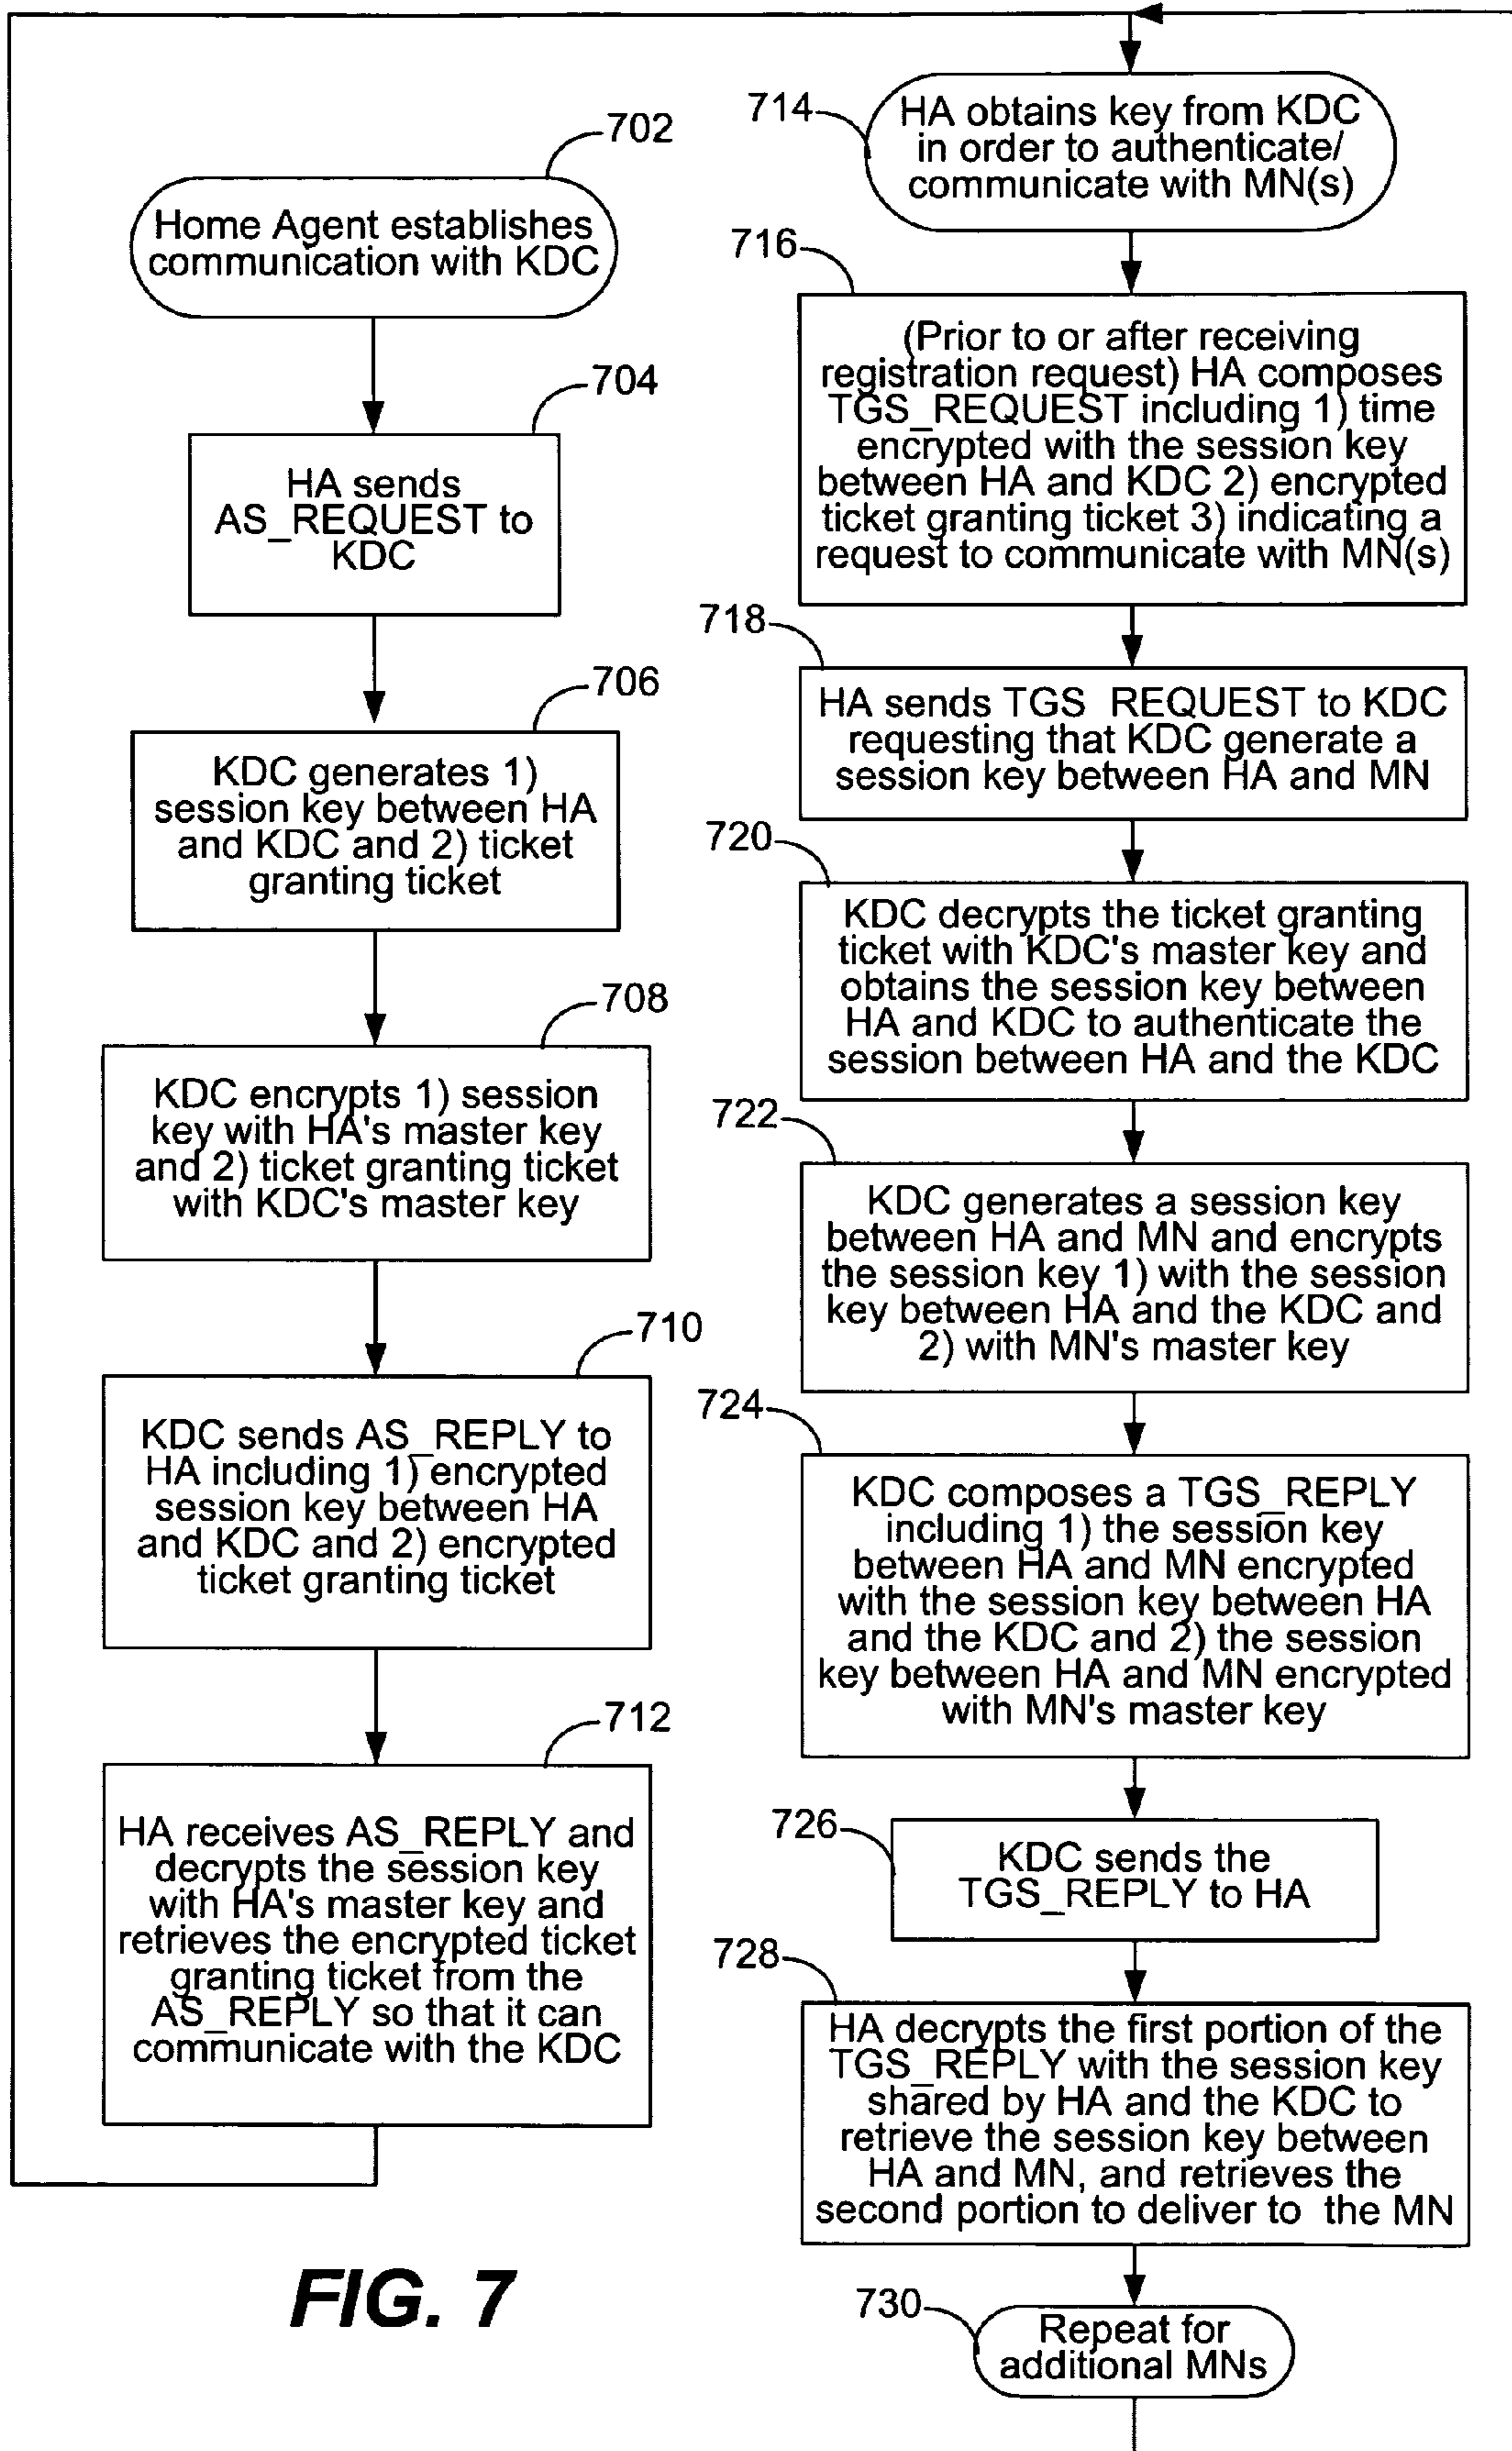 702
Home Agent establishes
communication with KDC
704
HA sends
AS_REQUEST to
KDC
706
KDC generates 1)
session key between HA
and KDC and 2) ticket
granting ticket
708
KDC encrypts 1) session
key with HA's master key
and 2) ticket granting ticket
with KDC's master key
710
KDC sends AS_REPLY to
HA including 1) encrypted
session key between HA
and KDC and 2) encrypted
ticket granting ticket
712
HA receives AS_REPLY and
decrypts the session key
with HA's master key and
retrieves the encrypted ticket
granting ticket from the
AS_REPLY so that it can
communicate with the KDC
714
HA obtains key from KDC
in order to authenticate/
communicate with MN(s)
716
(Prior to or after receiving
registration request) HA composes
TGS_REQUEST including 1) time
encrypted with the session key
between HA and KDC 2) encrypted
ticket granting ticket 3) indicating a
request to communicate with MN(s)
718
HA sends TGS REQUEST to KDC
requesting that KDC generate a
session key between HA and MN
720
KDC decrypts the ticket granting
ticket with KDC's master key and
obtains the session key between
HA and KDC to authenticate the
session between HA and the KDC
722
KDC generates a session key
between HA and MN and encrypts
the session key 1) with the session
key between HA and the KDC and
2) with MN's master key
724
KDC composes a TGS_REPLY
including 1) the session key
between HA and MN encrypted
with the session key between HA
and the KDC and 2) the session
key between HA and MN encrypted
with MN's master key
726
KDC sends the
TGS_REPLY to HA
728
HA decrypts the first portion of the
TGS_REPLY with the session key
shared by HA and the KDC to
retrieve the session key between
HA and MN, and retrieves the
second portion to deliver to the MN
730
Repeat for
additional MNs
FIG. 7